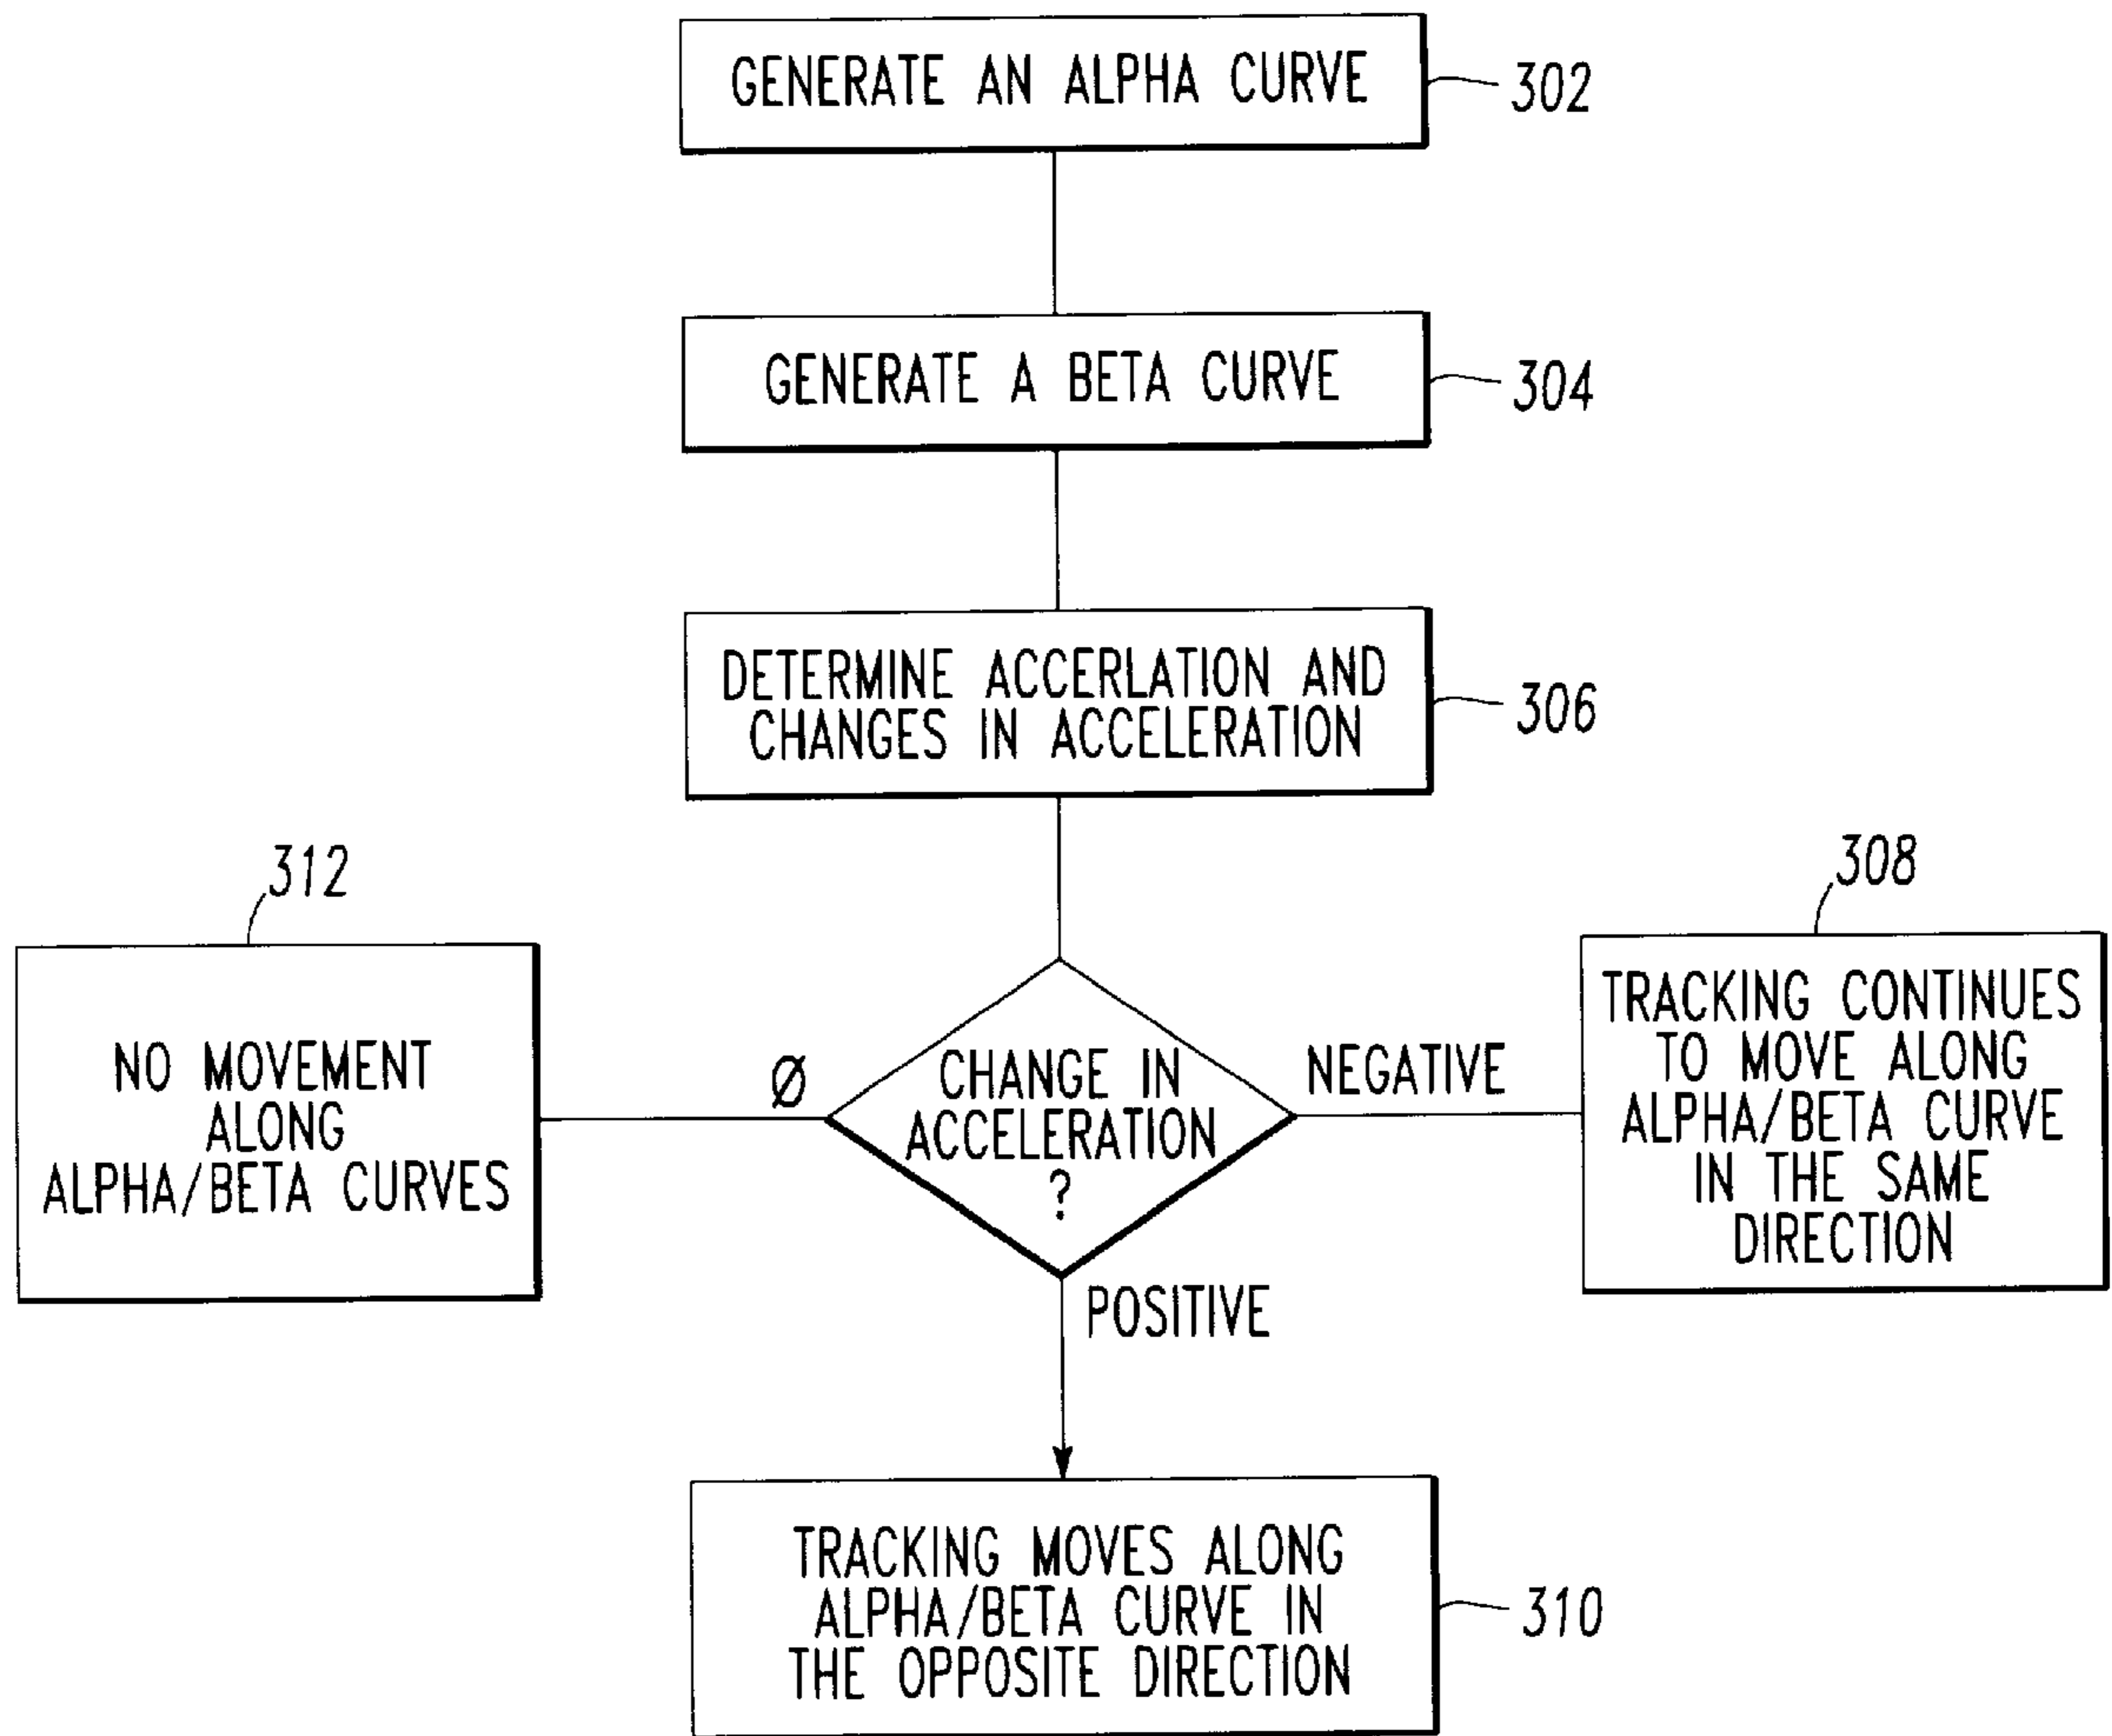 GENERATE AN ALPHA CURVE
302
GENERATE A BETA CURVE
304
DETERMINE ACCERLATION AND
CHANGES IN ACCELERATION
306
312
308
NO MOVEMENT
ALONG
ALPHA/BETA CURVES
Ø
CHANGE IN
ACCELERATION
?
NEGATIVE
TRACKING CONTINUES
TO MOVE ALONG
ALPHA/BETA CURVE
IN THE SAME
DIRECTION
POSITIVE
TRACKING MOVES ALONG
ALPHA/BETA CURVE IN
THE OPPOSITE DIRECTION
310